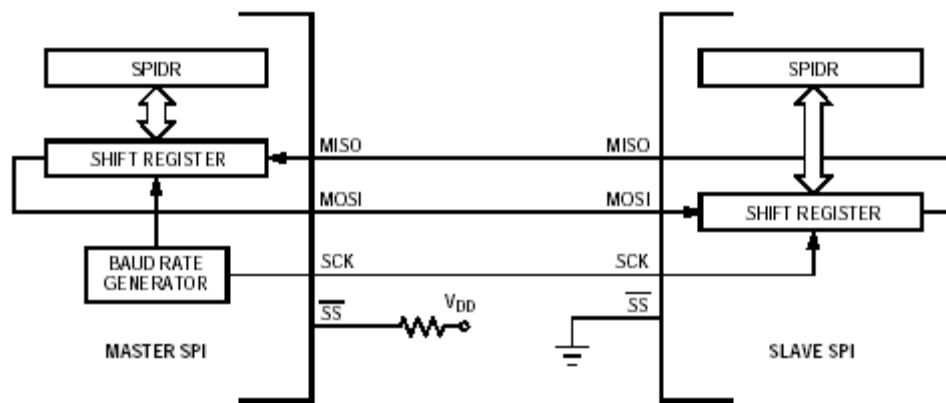 SPIDR
SPIDR
SHIFT REGISTER
MISO
MISO
MOSI
MOSI
SHIFT REGISTER
BAUD RATE
GENERATOR
SCK
SCK
SS
VDD
SS
MASTER SPI
SLAVE SPI